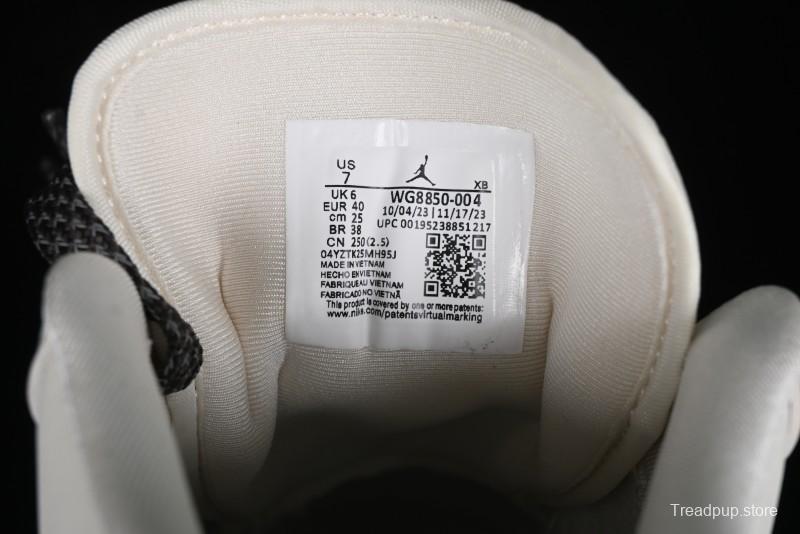 US
7
XB
UK 6
EUR 40
cm 25
BR 38
CN 250(2.5)
WG8850-004
10/04/23 | 11/17/23
UPC 00195238851217
04YZTK25MH95J
MADE IN VIETNAM
HECHO EN VIETNAM
FABRIQUEAU VIETNAM
FABRICADO NO VIETNÃ
This product is covered by one or more patents:
www.nike.com/patentsvirtualmarking
Treadpup.store